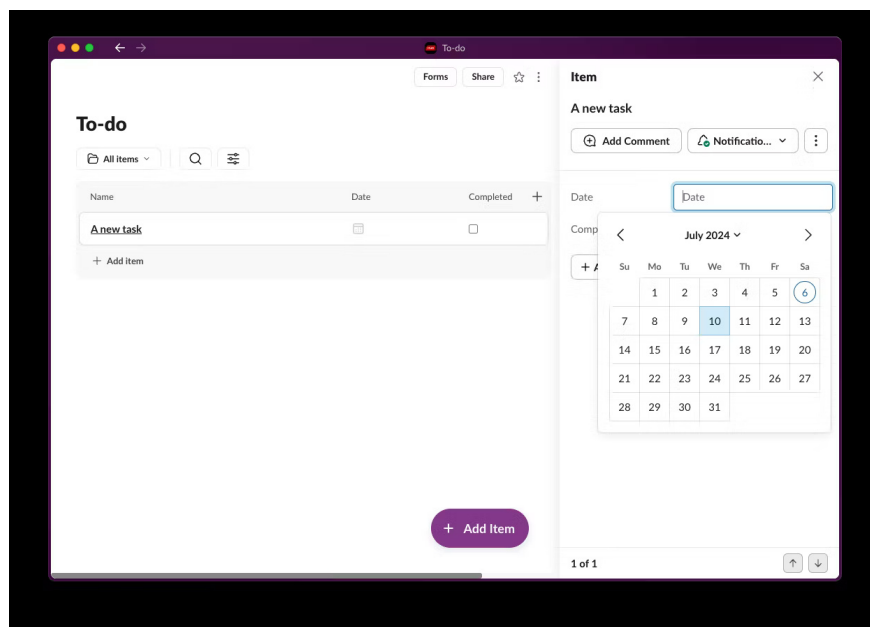 To-do
Forms Share
To-do
All items
Name Date Completed
A new task
+ Add item
+ Add Item
Item
A new task
Add Comment Notificatio...
Date Date
Comp
+ A
July 2024
Su Mo Tu We Th Fr Sa
1 2 3 4 5 6
7 8 9 10 11 12 13
14 15 16 17 18 19 20
21 22 23 24 25 26 27
28 29 30 31
1 of 1